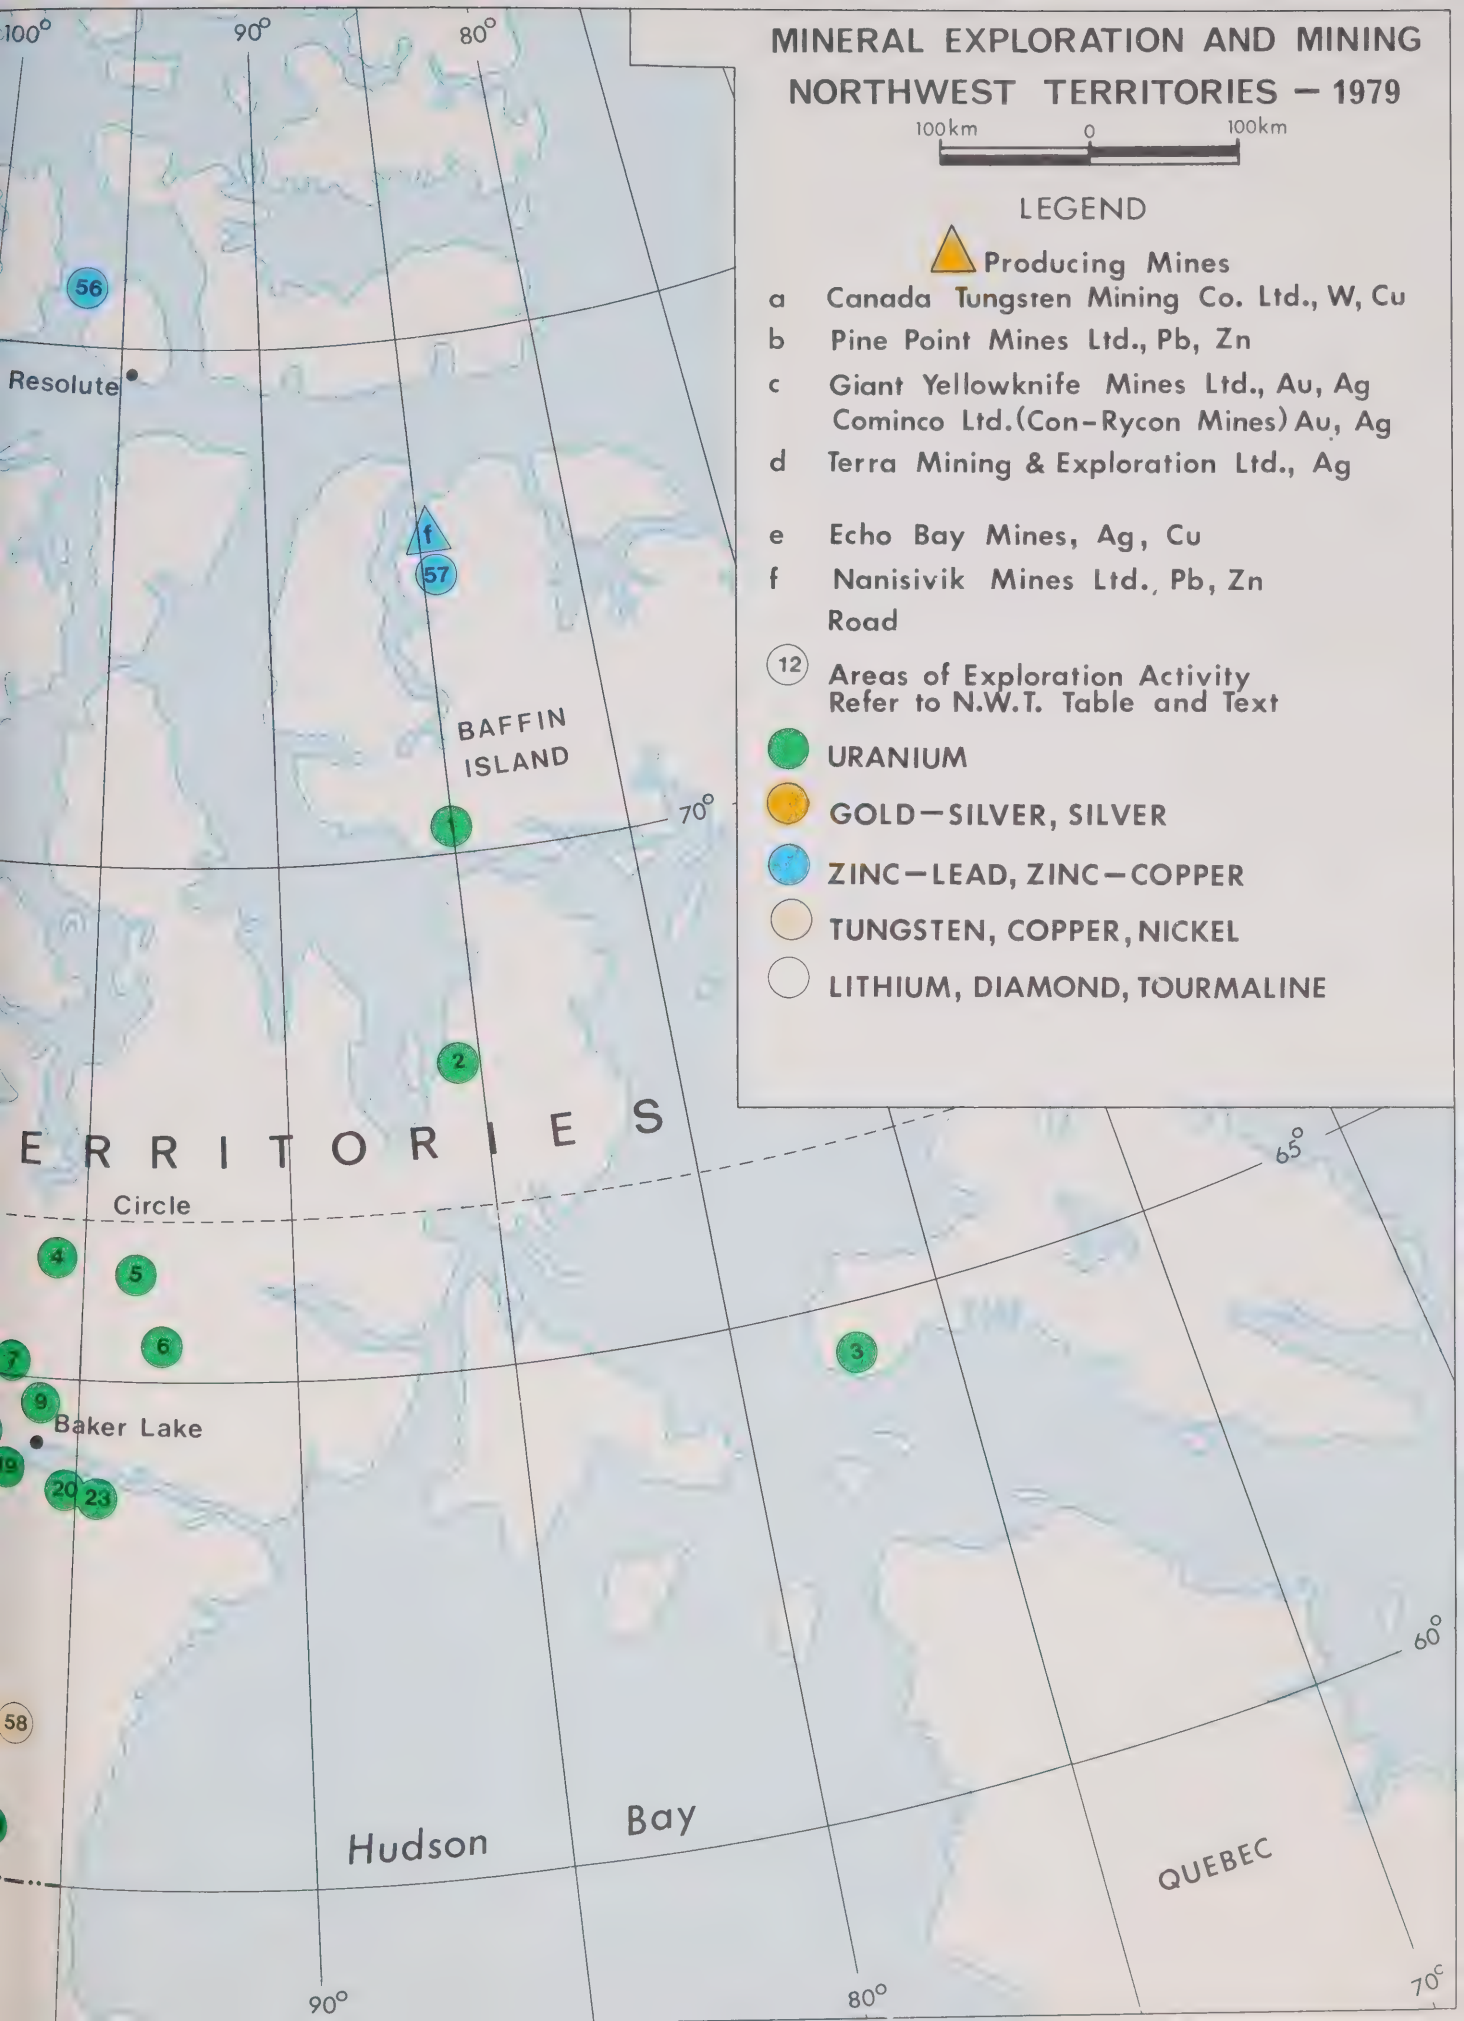 100° 90° 80°
MINERAL EXPLORATION AND MINING
NORTHWEST TERRITORIES — 1979
100km 0 100km
LEGEND
Producing Mines
a Canada Tungsten Mining Co. Ltd., W, Cu
b Pine Point Mines Ltd., Pb, Zn
c Giant Yellowknife Mines Ltd., Au, Ag
Cominco Ltd. (Con-Rycon Mines) Au, Ag
d Terra Mining & Exploration Ltd., Ag
e Echo Bay Mines, Ag, Cu
f Nanisivik Mines Ltd., Pb, Zn
Road
12 Areas of Exploration Activity
Refer to N.W.T. Table and Text
URANIUM
GOLD—SILVER, SILVER
ZINC—LEAD, ZINC—COPPER
TUNGSTEN, COPPER, NICKEL
LITHIUM, DIAMOND, TOURMALINE
56
Resolute
f
57
BAFFIN
ISLAND
1
70°
2
ERRITORIES
65°
Circle
4
5
6
3
7
9
Baker Lake
19
20
23
60°
58
Hudson Bay
QUEBEC
90° 80° 70°